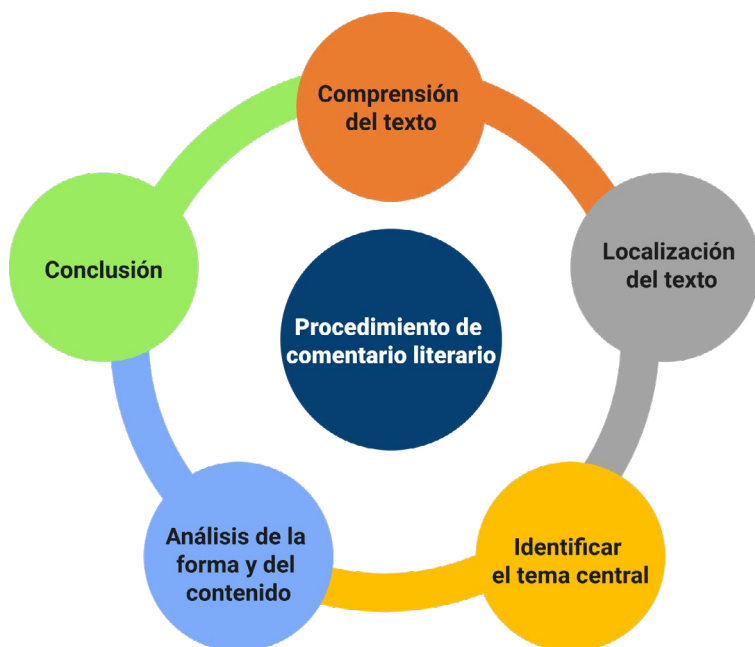 Comprensión
del texto
Localización
del texto
Identificar
el tema central
Análisis de la
forma y del
contenido
Conclusión
Procedimiento de
comentario literario